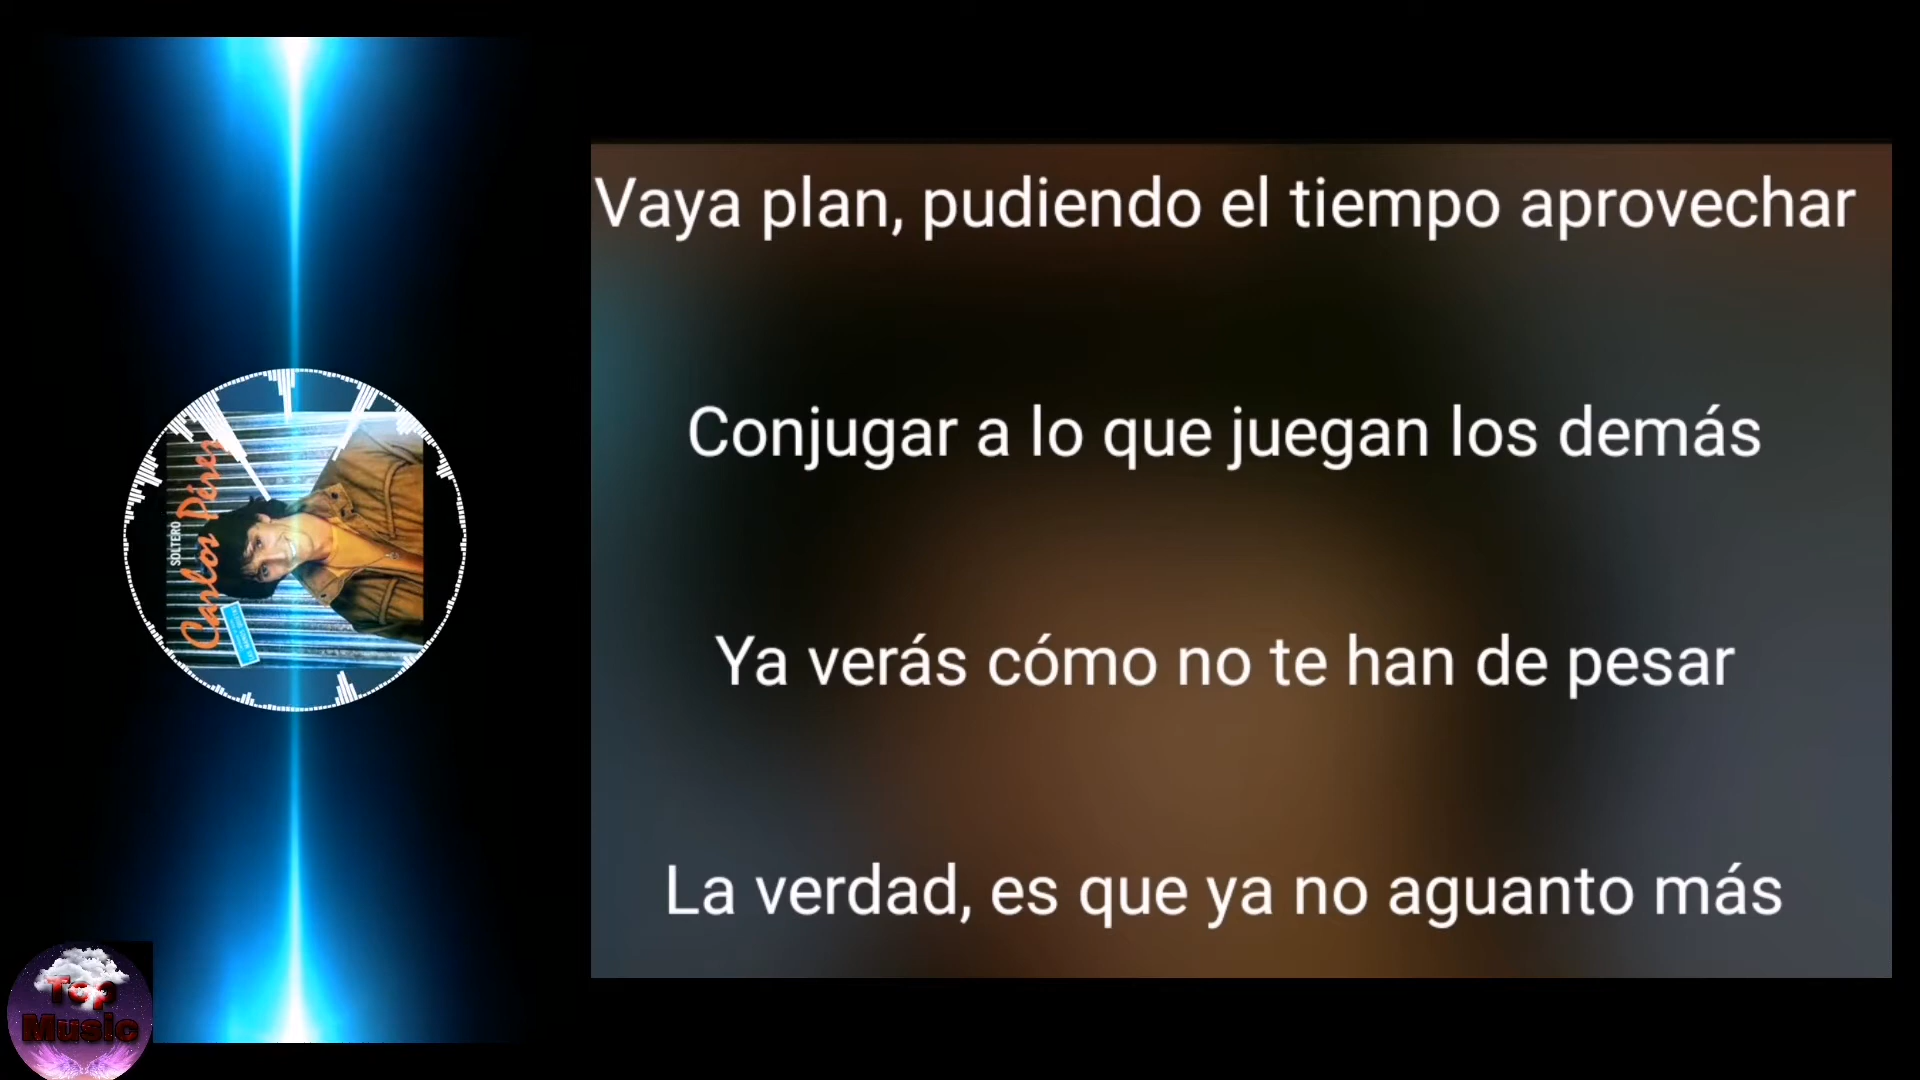 Vaya plan, pudiendo el tiempo aprovechar
Conjugar a lo que juegan los demás
Ya verás cómo no te han de pesar
La verdad, es que ya no aguanto más
SOLTERO
Carlos Pérez
Top
Music